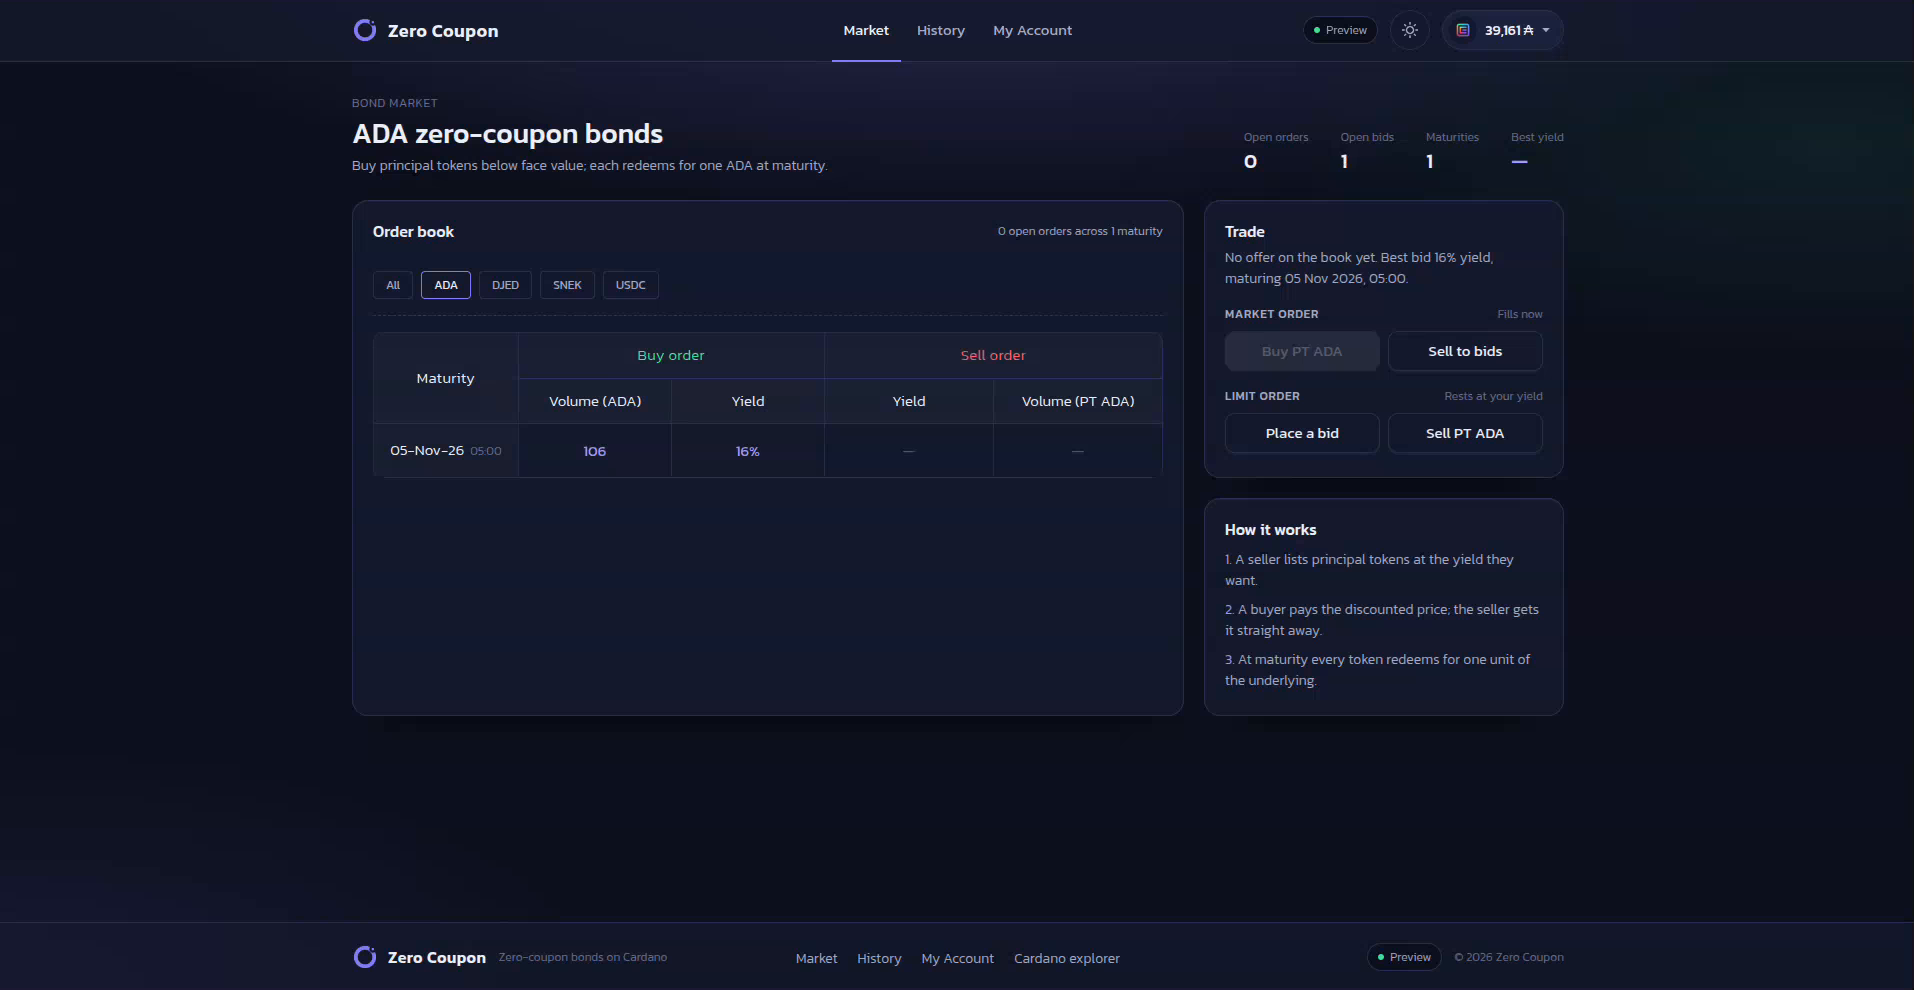 Zero Coupon
Market
History
My Account
Preview
39,161 ₳
BOND MARKET
ADA zero-coupon bonds
Buy principal tokens below face value; each redeems for one ADA at maturity.
Open orders
Open bids
Maturities
Best yield
0
1
1
—
Order book
0 open orders across 1 maturity
All
ADA
DJED
SNEK
USDC
Maturity
Buy order
Sell order
Volume (ADA)
Yield
Yield
Volume (PT ADA)
05-Nov-26 05:00
106
16%
—
—
Trade
No offer on the book yet. Best bid 16% yield,
maturing 05 Nov 2026, 05:00.
MARKET ORDER
Fills now
Buy PT ADA
Sell to bids
LIMIT ORDER
Rests at your yield
Place a bid
Sell PT ADA
How it works
1. A seller lists principal tokens at the yield they
want.
2. A buyer pays the discounted price; the seller gets
it straight away.
3. At maturity every token redeems for one unit of
the underlying.
Zero Coupon
Zero-coupon bonds on Cardano
Market
History
My Account
Cardano explorer
Preview
© 2026 Zero Coupon